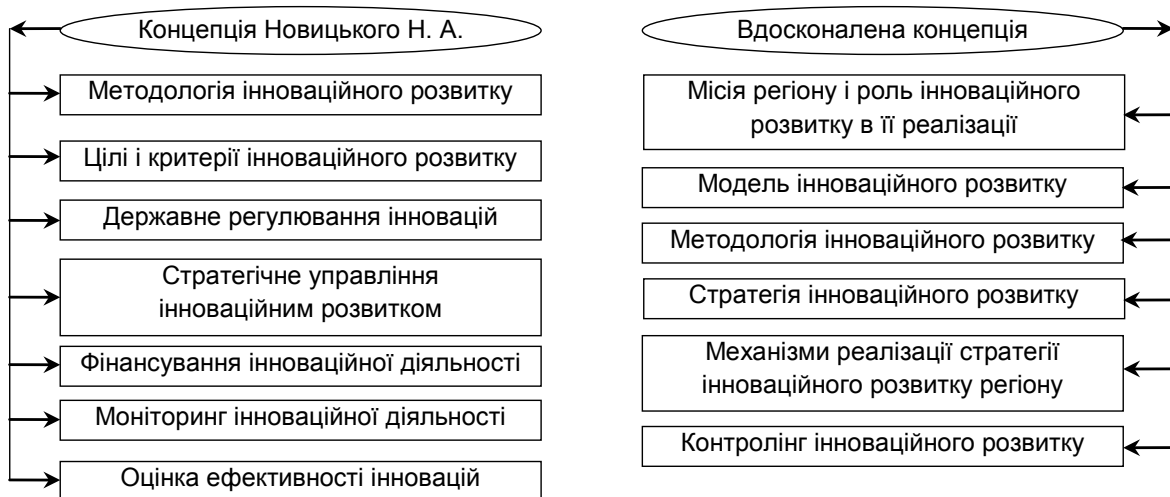 Концепція Новицького Н. А.
Методологія інноваційного розвитку
Цілі і критерії інноваційного розвитку
Державне регулювання інновацій
Стратегічне управління
інноваційним розвитком
Фінансування інноваційної діяльності
Моніторинг інноваційної діяльності
Оцінка ефективності інновацій
Вдосконалена концепція
Місія регіону і роль інноваційного
розвитку в її реалізації
Модель інноваційного розвитку
Методологія інноваційного розвитку
Стратегія інноваційного розвитку
Механізми реалізації стратегії
інноваційного розвитку регіону
Контролінг інноваційного розвитку